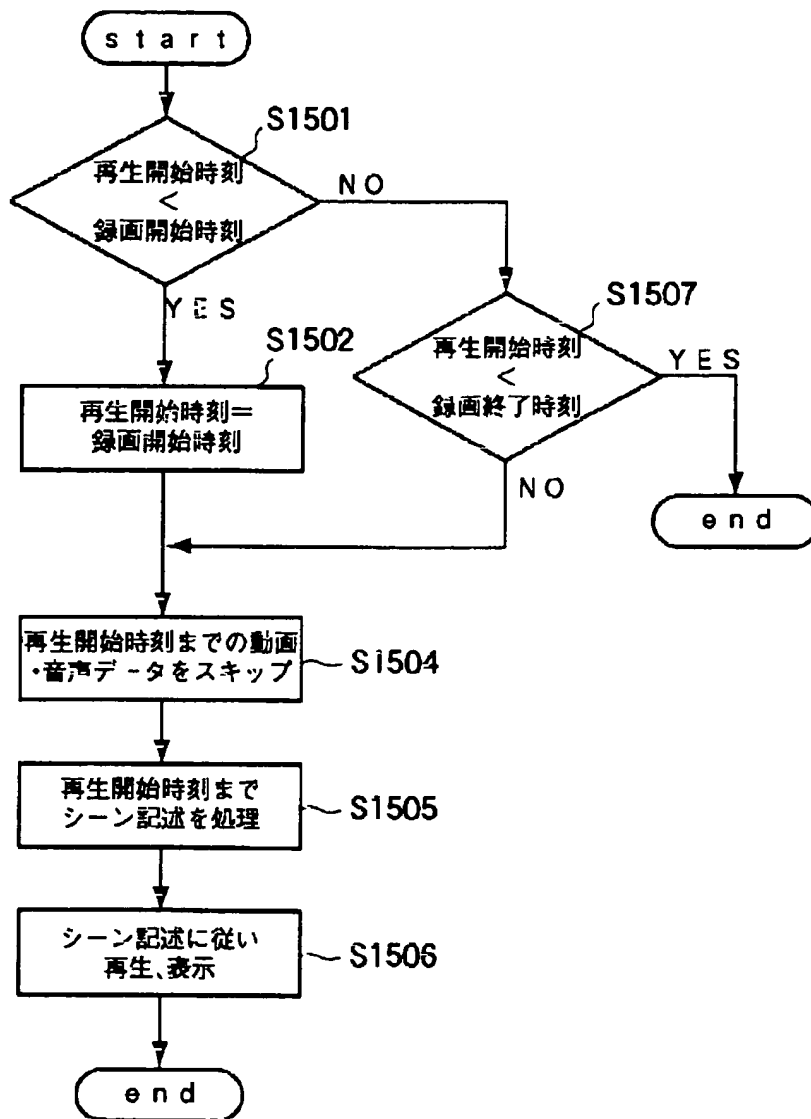 start
S1501
再生開始時刻
<
録画開始時刻
NO
YES
S1507
再生開始時刻
<
録画終了時刻
YES
NO
end
S1502
再生開始時刻=
録画開始時刻
再生開始時刻までの動画
・音声データをスキップ
S1504
再生開始時刻まで
シーン記述を処理
S1505
シーン記述に従い
再生、表示
S1506
end